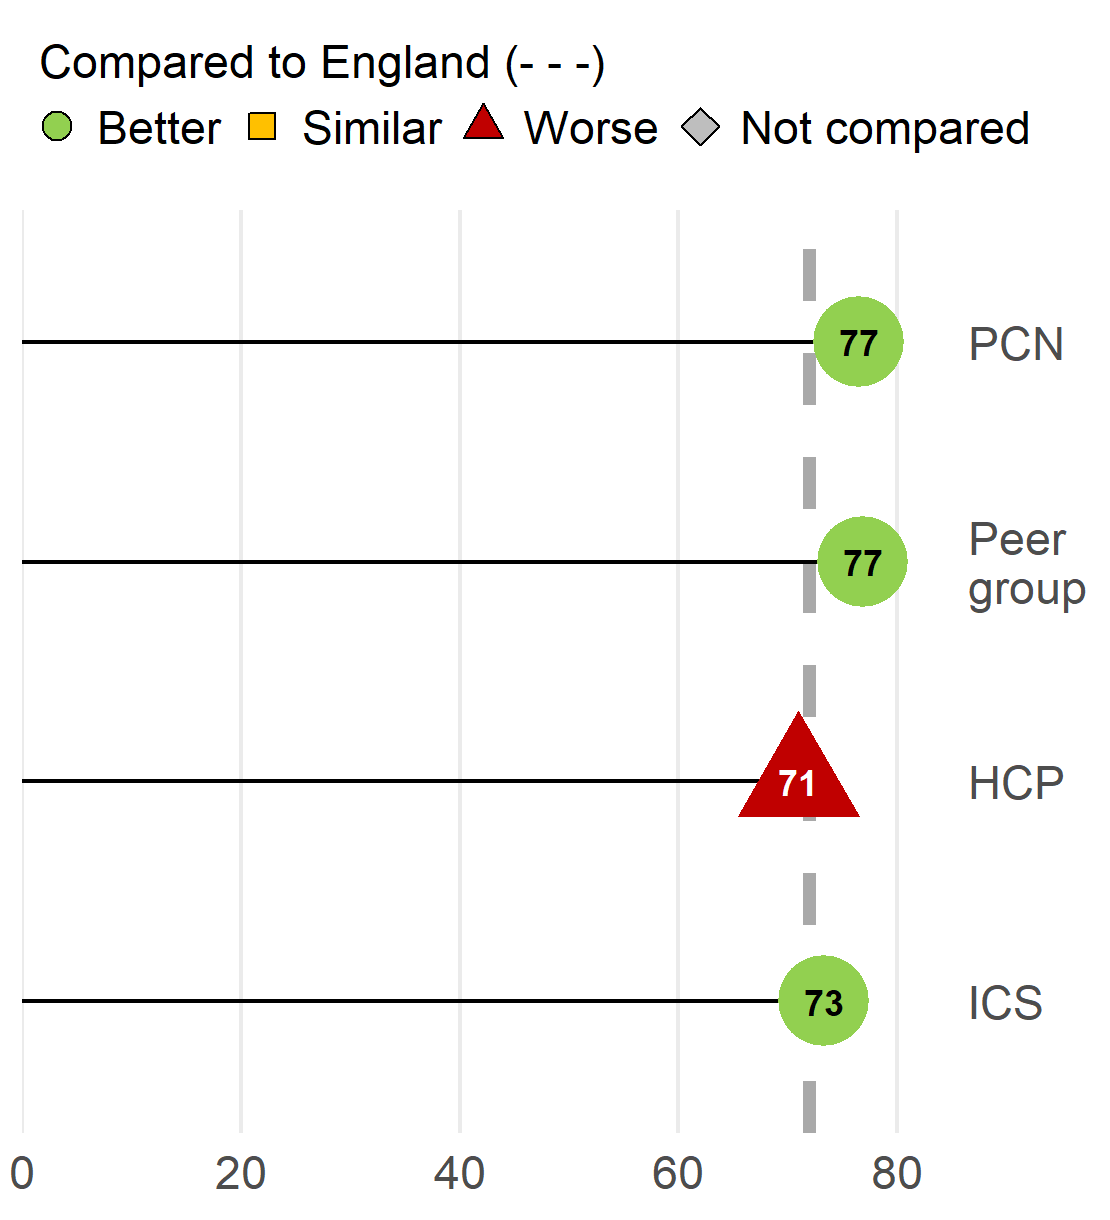 Compared to England (- - -)
Better Similar Worse Not compared
77 PCN
77 Peer
group
71 HCP
73 ICS
0 20 40 60 80